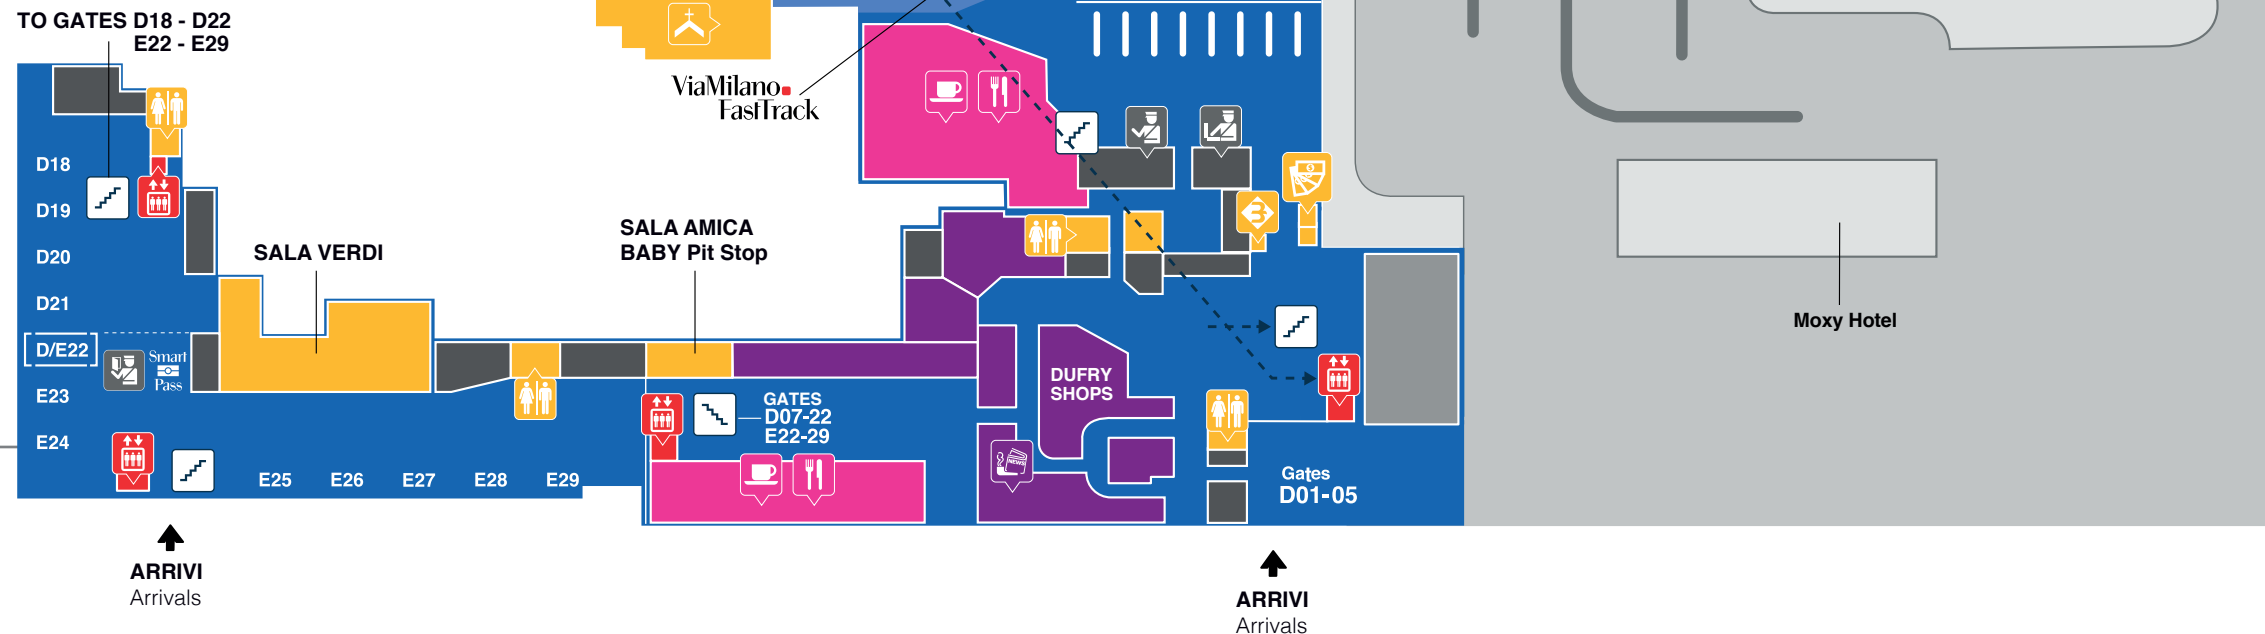 TO GATES D18 - D22
E22 - E29
ViaMilano
FastTrack
D18
D19
D20
D21
D/E22
E23
E24
Smart
Pass
SALA VERDI
SALA AMICA
BABY Pit Stop
GATES
D07-22
E22-29
E25
E26
E27
E28
E29
DUFRY
SHOPS
NEWS
3
Gates
D01-05
Moxy Hotel
ARRIVI
Arrivals
ARRIVI
Arrivals